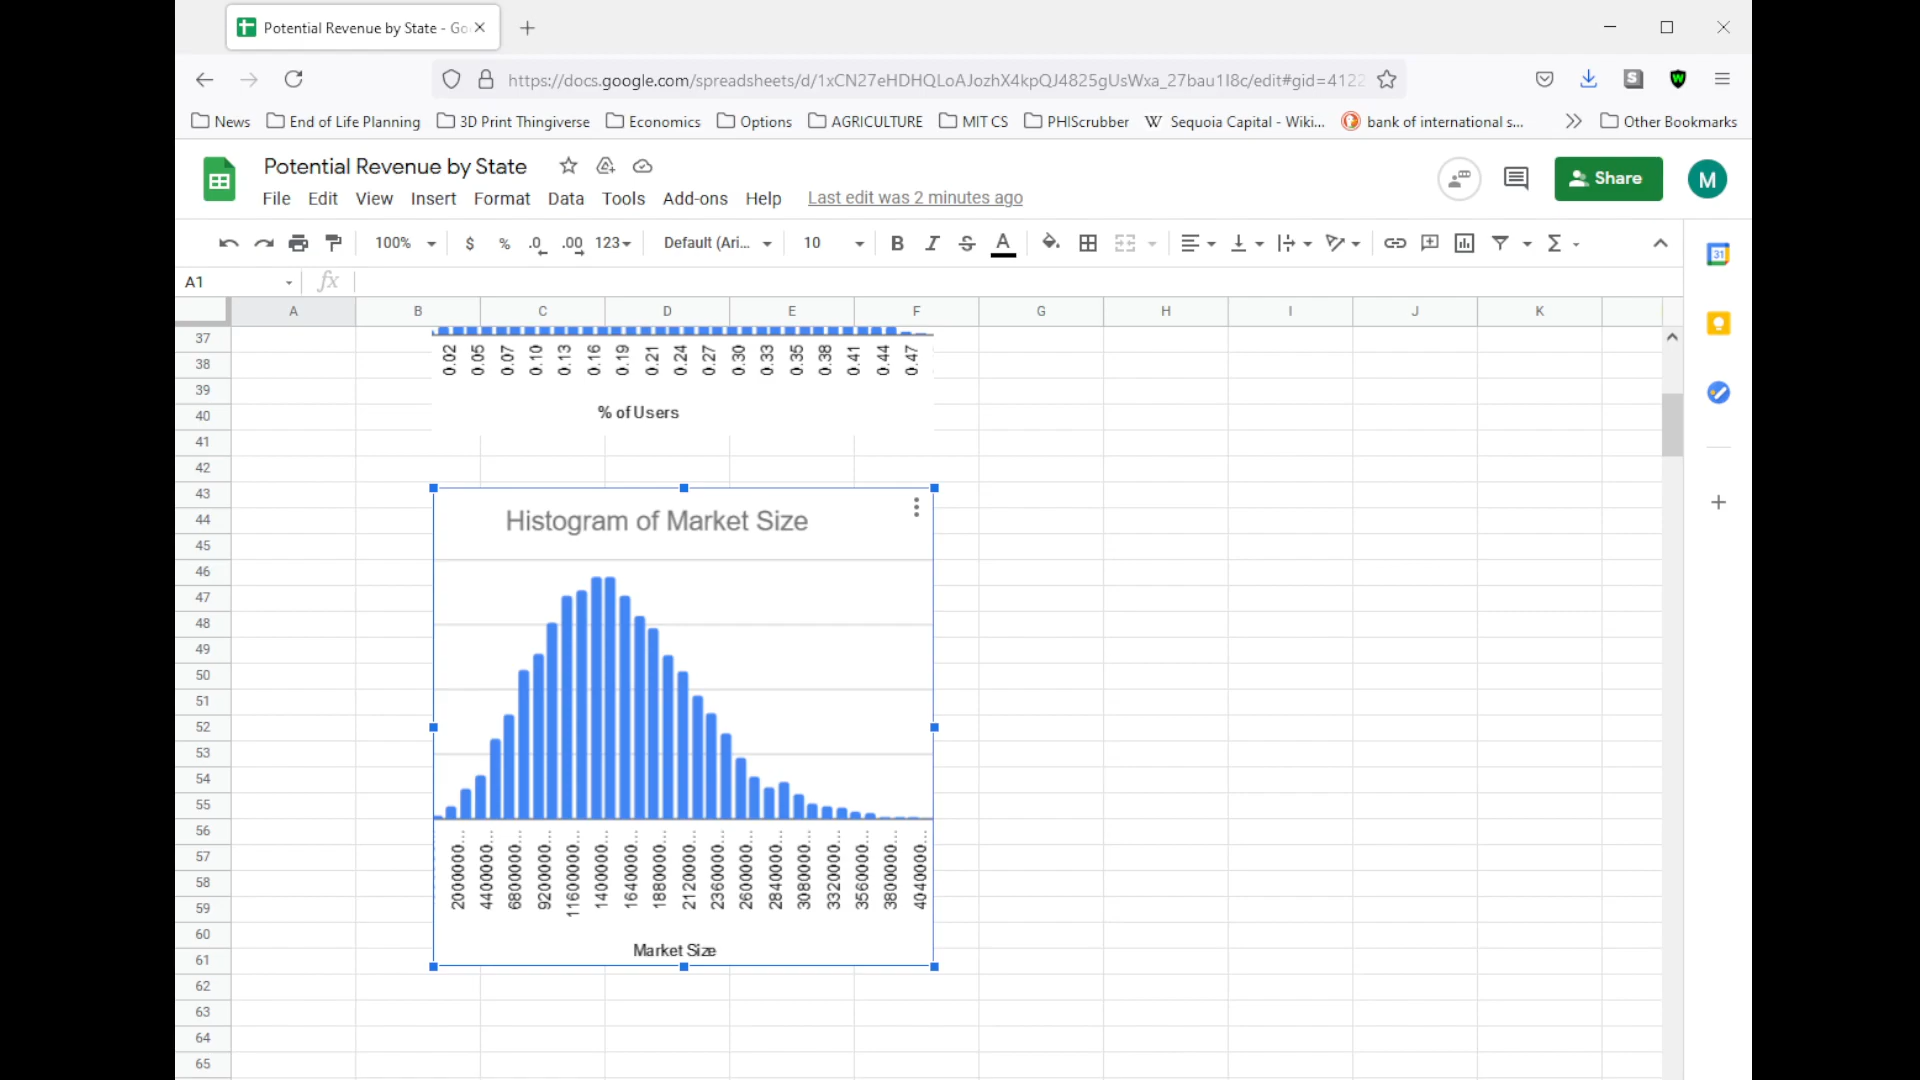 Potential Revenue by State - Go
https://docs.google.com/spreadsheets/d/1xCN27eHDHQLoAJozhX4kpQJ4825gUsWxa_27bau1I8c/edit#gid=4122
News End of Life Planning 3D Print Thingiverse Economics Options AGRICULTURE MIT CS PHIScrubber W Sequoia Capital - Wiki... bank of international s... Other Bookmarks
Potential Revenue by State
Share M
File Edit View Insert Format Data Tools Add-ons Help Last edit was 2 minutes ago
100% $ % .0 .00 123 Default (Ari... 10 B I S A Σ
31
A1 fx
A B C D E F G H I J K
37
38
39
40
41
42
43
44
45
46
47
48
49
50
51
52
53
54
55
56
57
58
59
60
61
62
63
64
65
0.02 0.05 0.07 0.10 0.13 0.16 0.19 0.21 0.24 0.27 0.30 0.33 0.35 0.38 0.41 0.44 0.47
% of Users
Histogram of Market Size
2000000... 4400000... 6800000... 9200000... 11600000... 1400000... 1640000... 1880000... 2120000... 2360000... 2600000... 2840000... 3080000... 3320000... 3560000... 3800000... 4040000...
Market Size